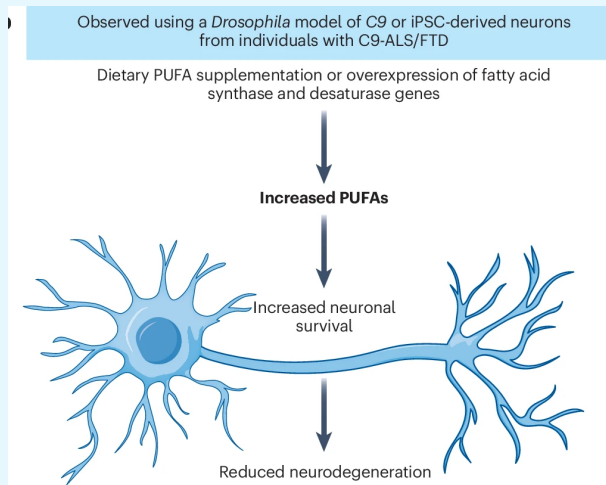 Observed using a Drosophila model of C9 or iPSC-derived neurons
from individuals with C9-ALS/FTD
Dietary PUFA supplementation or overexpression of fatty acid
synthase and desaturase genes
Increased PUFAs
Increased neuronal
survival
Reduced neurodegeneration